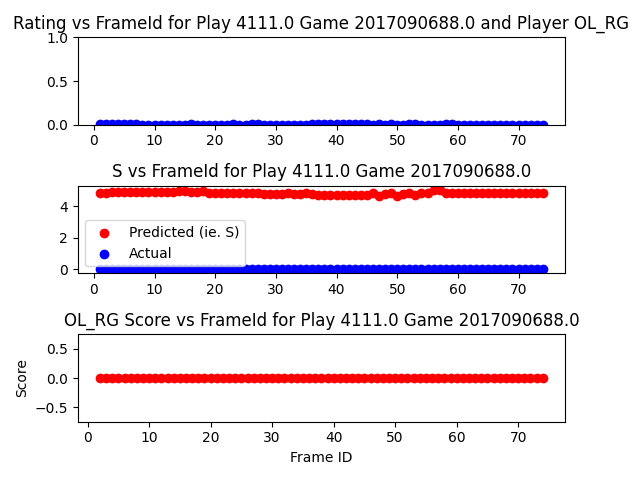 Rating vs FrameId for Play 4111.0 Game 2017090688.0 and Player OL_RG
1.0
0.5
0.0
0 10 20 30 40 50 60 70
S vs FrameId for Play 4111.0 Game 2017090688.0
4
2
0
Predicted (ie. S)
Actual
0 10 20 30 40 50 60 70
OL_RG Score vs FrameId for Play 4111.0 Game 2017090688.0
Score
0.5
0.0
−0.5
0 10 20 30 40 50 60 70
Frame ID